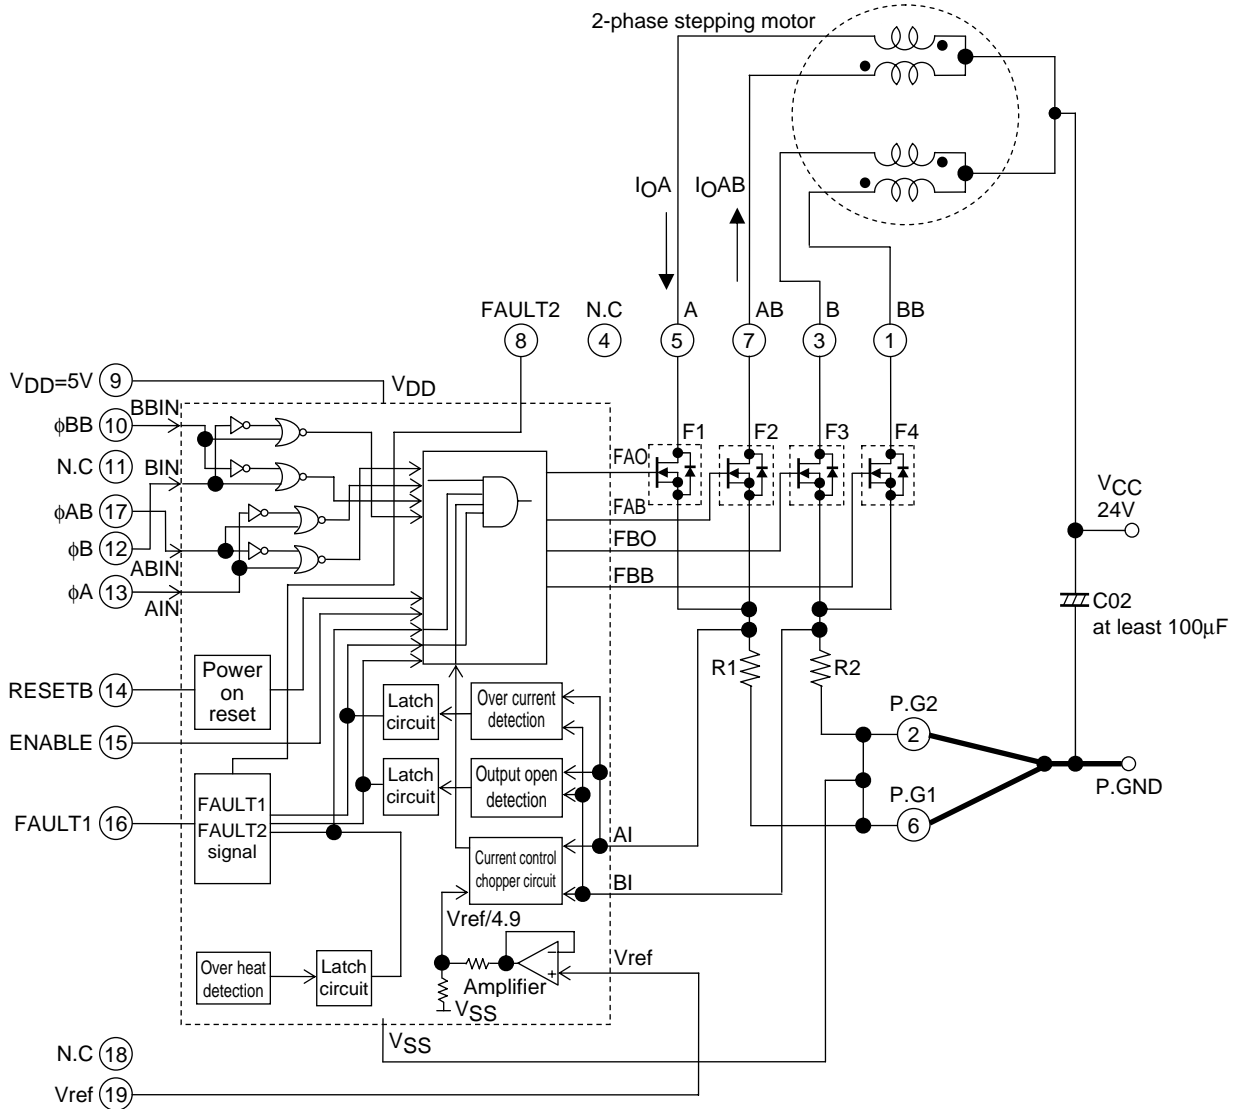 2-phase stepping motor
IOA
IOAB
FAULT2
N.C
A
AB
B
BB
8
4
5
7
3
1
VDD=5V 9
VDD
BBIN
φBB 10
N.C 11
BIN
φAB 17
φB 12
ABIN
φA 13
AIN
F1
F2
F3
F4
FAO
FAB
FBO
FBB
VCC
24V
C02
at least 100μF
R1
R2
RESETB 14
Power
on
reset
ENABLE 15
Latch
circuit
Over current
detection
Latch
circuit
Output open
detection
P.G2
2
P.GND
P.G1
6
FAULT1 16
FAULT1
FAULT2
signal
Current control
chopper circuit
AI
BI
Vref/4.9
Vref
−
+
Amplifier
VSS
Over heat
detection
Latch
circuit
VSS
N.C 18
Vref 19